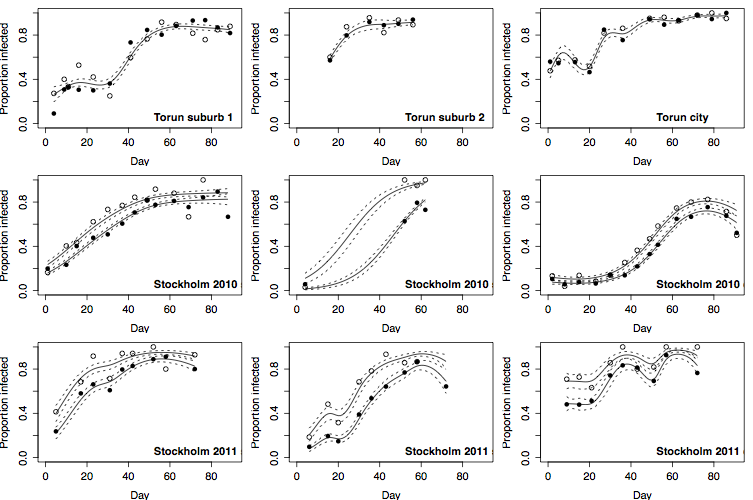 Proportion infected
0.0 0.4 0.8
Torun suburb 1
0 20 40 60 80
Day
Proportion infected
0.0 0.4 0.8
Torun suburb 2
0 20 40 60 80
Day
Proportion infected
0.0 0.4 0.8
Torun city
0 20 40 60 80
Day
Proportion infected
0.0 0.4 0.8
Stockholm 2010
0 20 40 60 80
Day
Proportion infected
0.0 0.4 0.8
Stockholm 2010
0 20 40 60 80
Day
Proportion infected
0.0 0.4 0.8
Stockholm 2010
0 20 40 60 80
Day
Proportion infected
0.0 0.4 0.8
Stockholm 2011
0 20 40 60 80
Day
Proportion infected
0.0 0.4 0.8
Stockholm 2011
0 20 40 60 80
Day
Proportion infected
0.0 0.4 0.8
Stockholm 2011
0 20 40 60 80
Day